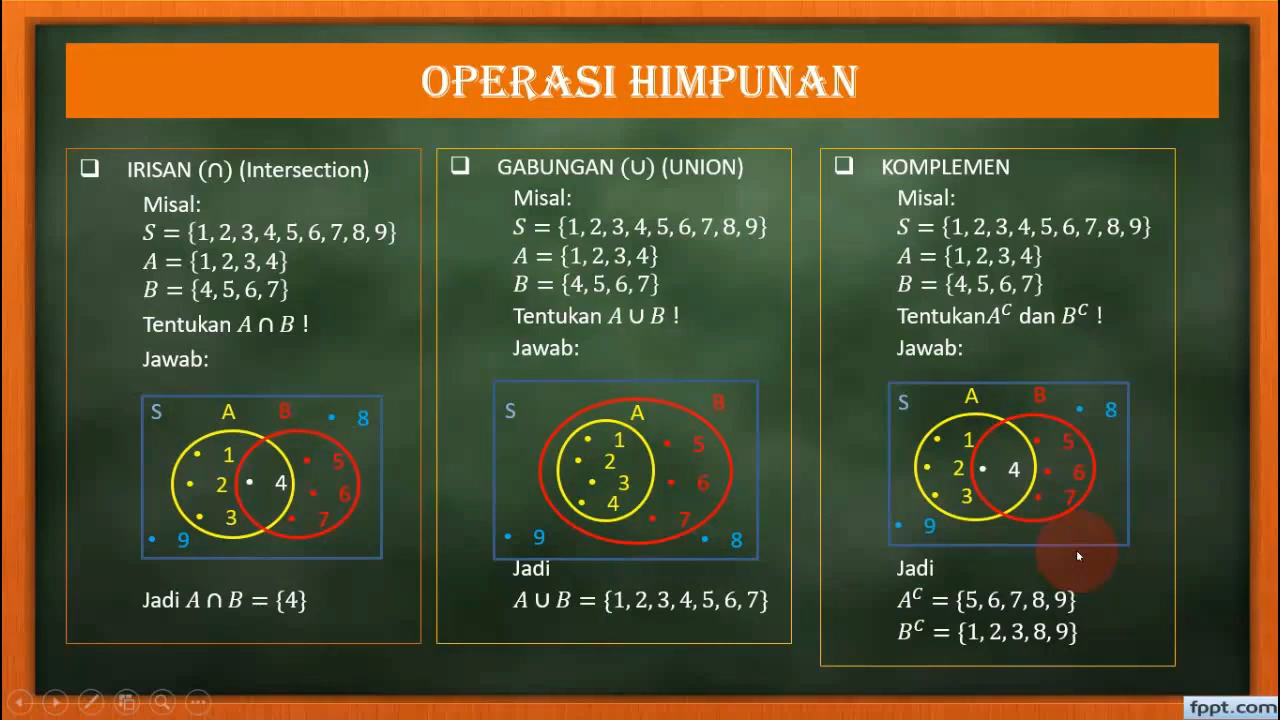 OPERASI HIMPUNAN
❑ IRISAN (∩) (Intersection)
Misal:
S = {1, 2, 3, 4, 5, 6, 7, 8, 9}
A = {1, 2, 3, 4}
B = {4, 5, 6, 7}
Tentukan A ∩ B !
Jawab:
S A B • 8
• 1 • 5
• 2 • 4 • 6
• 3 • 7
• 9
Jadi A ∩ B = {4}
❑ GABUNGAN (∪) (UNION)
Misal:
S = {1, 2, 3, 4, 5, 6, 7, 8, 9}
A = {1, 2, 3, 4}
B = {4, 5, 6, 7}
Tentukan A ∪ B !
Jawab:
S A B
• 1 • 5
• 2
• 3 • 6
• 4 • 7
• 9 • 8
Jadi
A ∪ B = {1, 2, 3, 4, 5, 6, 7}
❑ KOMPLEMEN
Misal:
S = {1, 2, 3, 4, 5, 6, 7, 8, 9}
A = {1, 2, 3, 4}
B = {4, 5, 6, 7}
TentukanAᶜ dan Bᶜ !
Jawab:
S A B • 8
• 1 • 5
• 2 • 4 • 6
• 3 • 7
• 9
Jadi
Aᶜ = {5, 6, 7, 8, 9}
Bᶜ = {1, 2, 3, 8, 9}
fppt.com